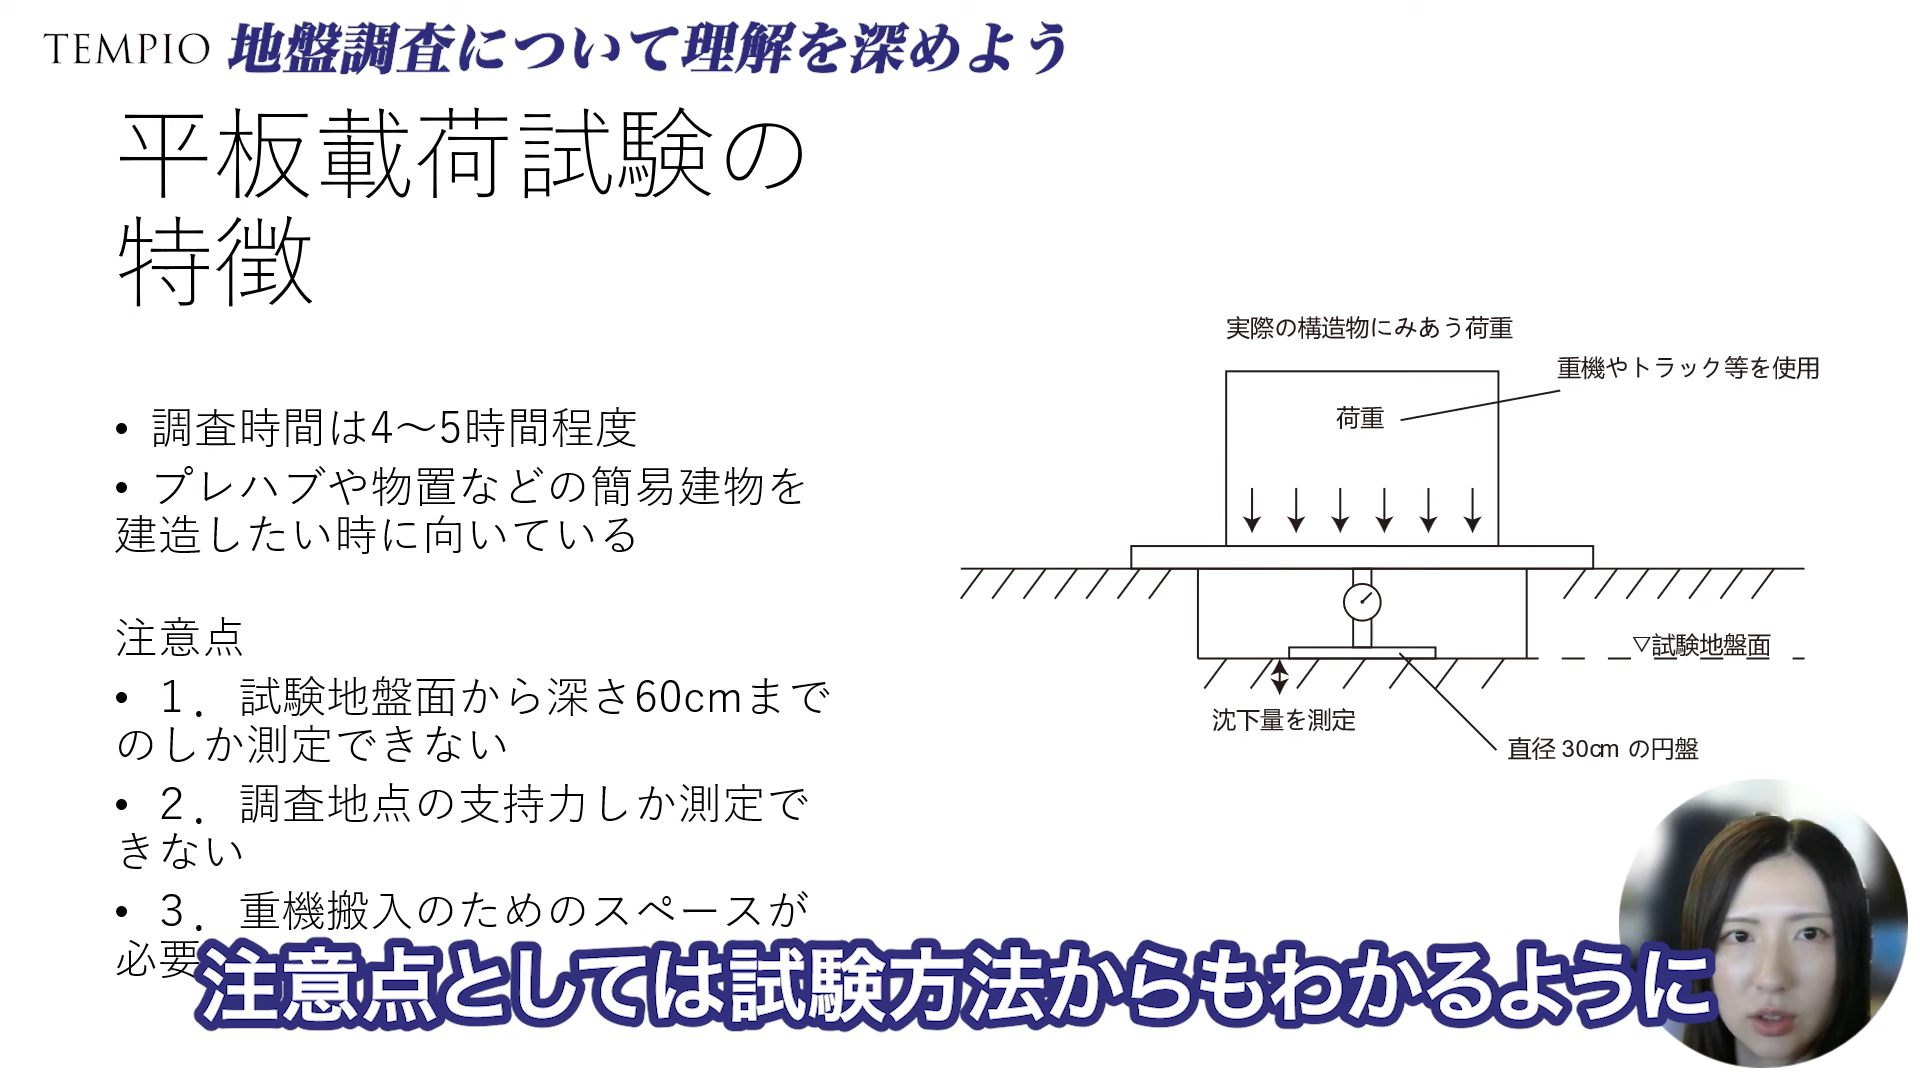 TEMPIO 地盤調査について理解を深めよう
平板載荷試験の
特徴
• 調査時間は4～5時間程度
• プレハブや物置などの簡易建物を
建造したい時に向いている
注意点
• １．試験地盤面から深さ60cmまで
のしか測定できない
• ２．調査地点の支持力しか測定で
きない
• ３．重機搬入のためのスペースが
必要
実際の構造物にみあう荷重
重機やトラック等を使用
荷重
▽試験地盤面
沈下量を測定
直径 30cm の円盤
注意点としては試験方法からもわかるように